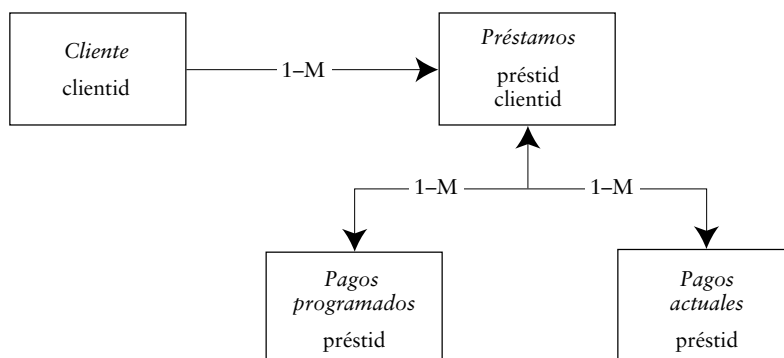 Cliente
clientid
1–M
Préstamos
préstid
clientid
1–M
1–M
Pagos
programados
préstid
Pagos
actuales
préstid